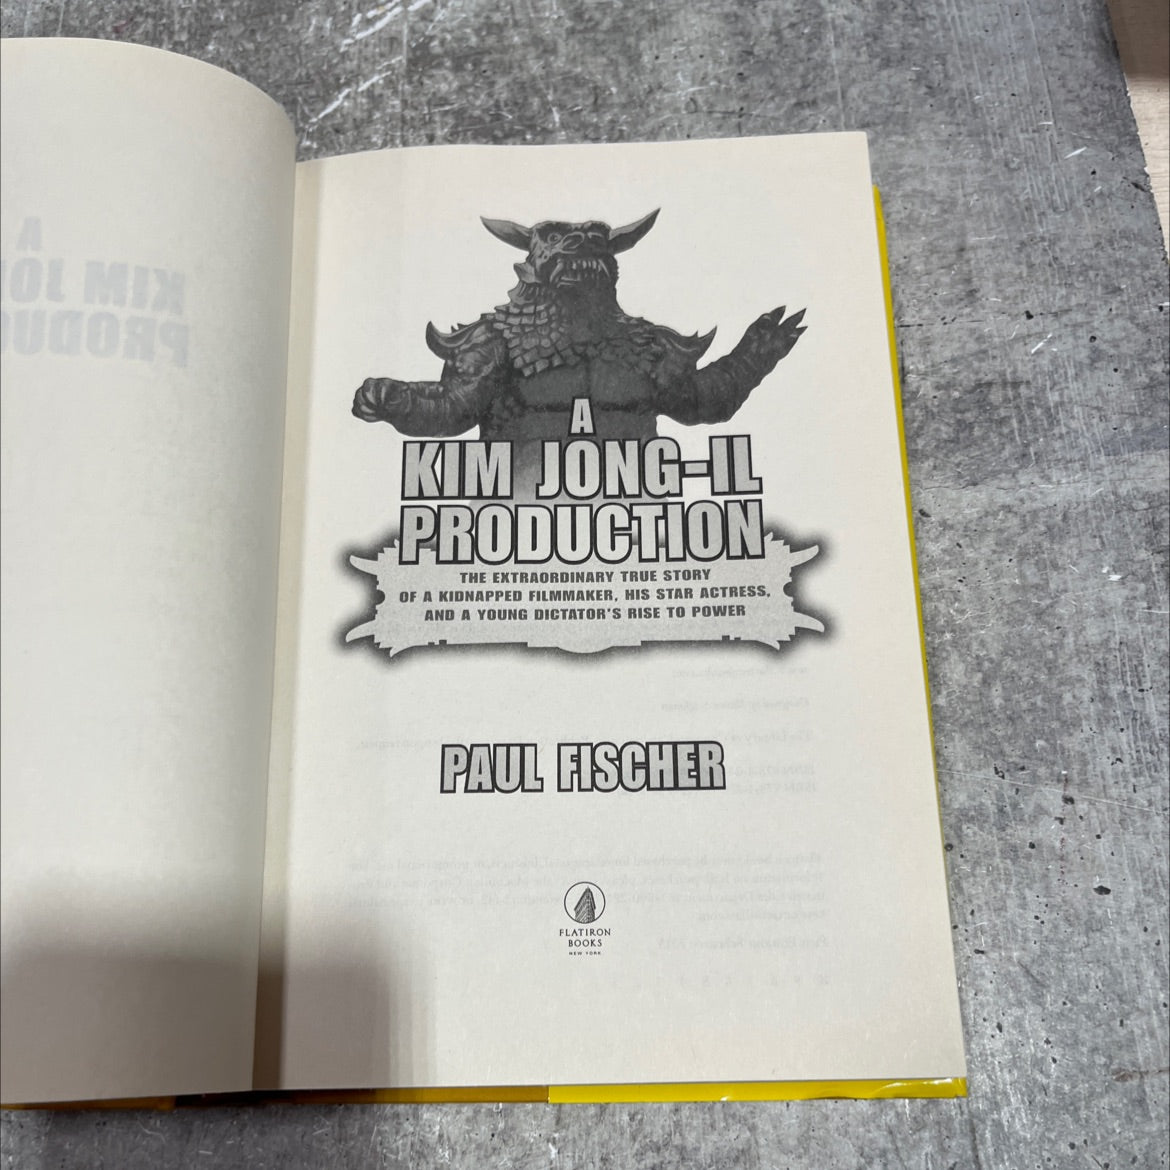 A
KIM JONG-IL
PRODUCTION
THE EXTRAORDINARY TRUE STORY
OF A KIDNAPPED FILMMAKER, HIS STAR ACTRESS,
AND A YOUNG DICTATOR'S RISE TO POWER
PAUL FISCHER
FLATIRON
BOOKS
NEW YORK